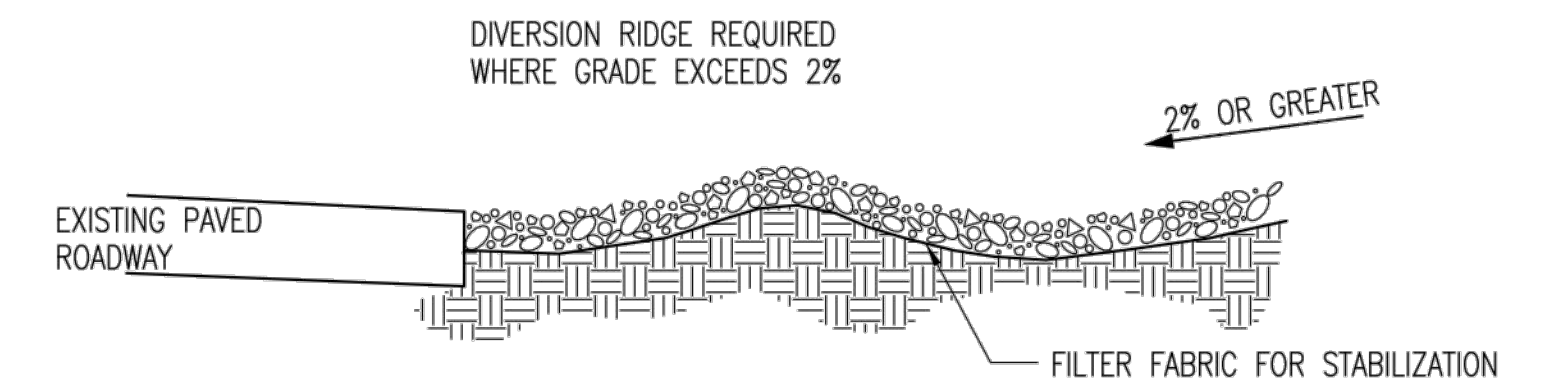 DIVERSION RIDGE REQUIRED
WHERE GRADE EXCEEDS 2%
2% OR GREATER
EXISTING PAVED
ROADWAY
FILTER FABRIC FOR STABILIZATION